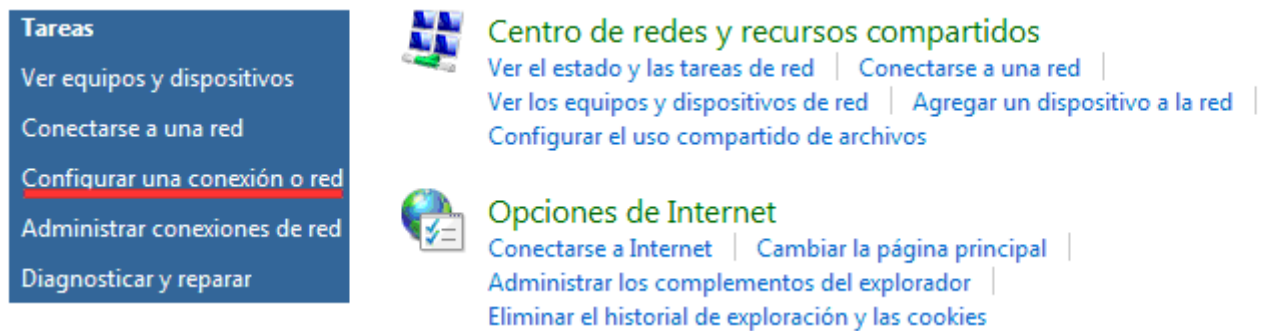 Tareas
Ver equipos y dispositivos
Conectarse a una red
Configurar una conexión o red
Administrar conexiones de red
Diagnosticar y reparar
Centro de redes y recursos compartidos
Ver el estado y las tareas de red | Conectarse a una red |
Ver los equipos y dispositivos de red | Agregar un dispositivo a la red |
Configurar el uso compartido de archivos
Opciones de Internet
Conectarse a Internet | Cambiar la página principal |
Administrar los complementos del explorador |
Eliminar el historial de exploración y las cookies